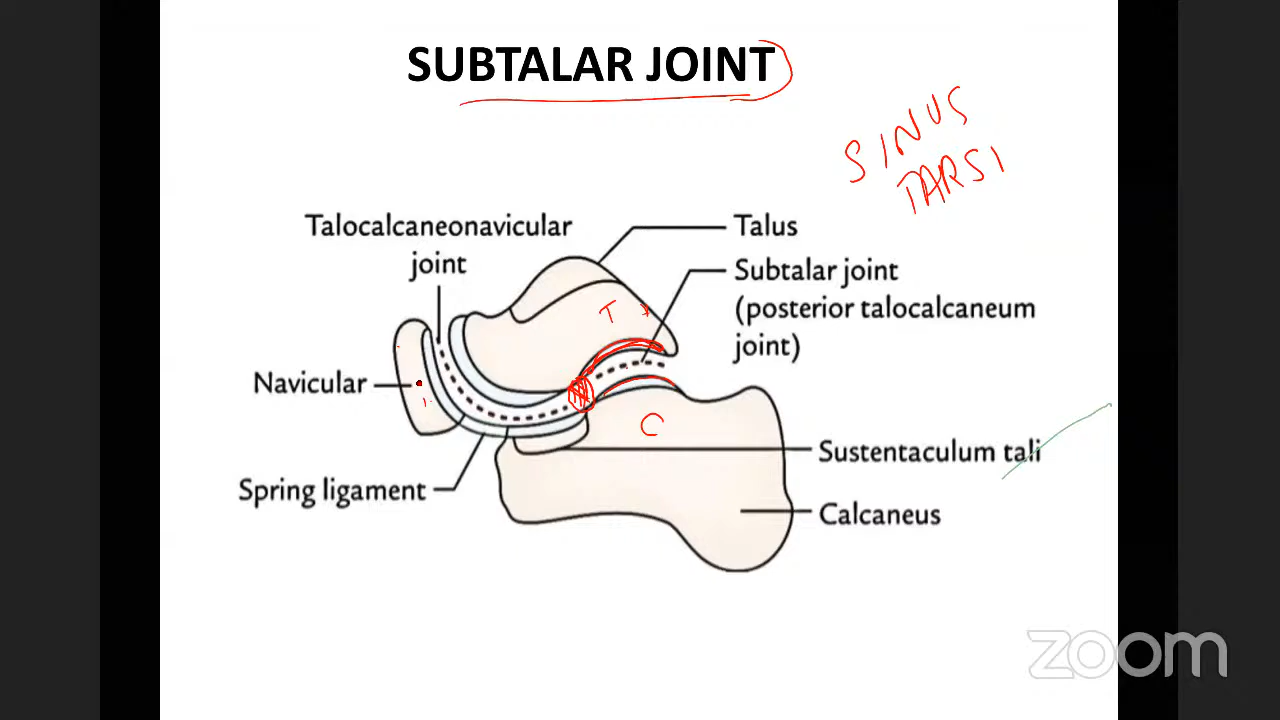 SUBTALAR JOINT
SINUS
TARSI
Talocalcaneonavicular
joint
Talus
Subtalar joint
(posterior talocalcaneum
joint)
T
Navicular
C
Sustentaculum tali
Spring ligament
Calcaneus
zoom